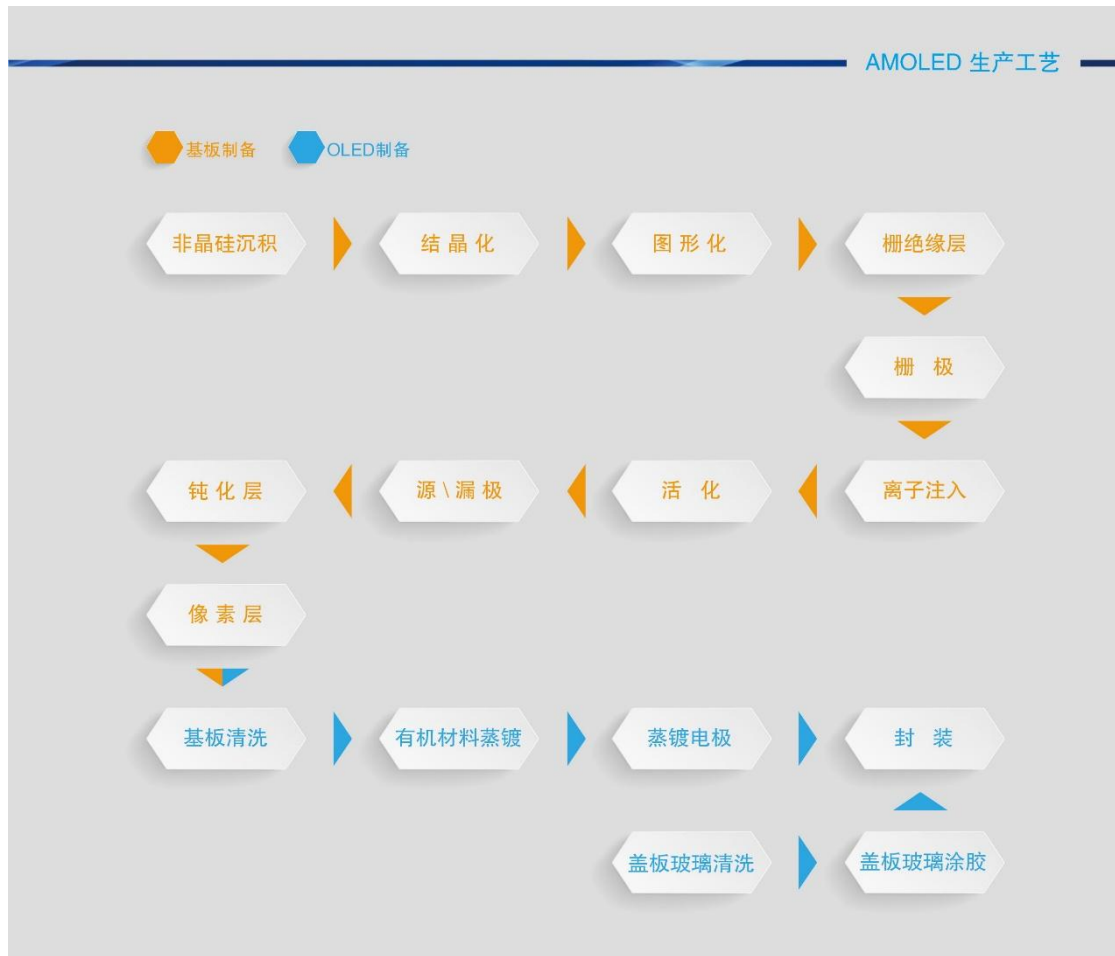 AMOLED 生产工艺
基板制备 OLED制备
非晶硅沉积 结晶化 图形化 栅绝缘层
栅极
钝化层 源\漏极 活化 离子注入
像素层
基板清洗 有机材料蒸镀 蒸镀电极 封装
盖板玻璃清洗 盖板玻璃涂胶